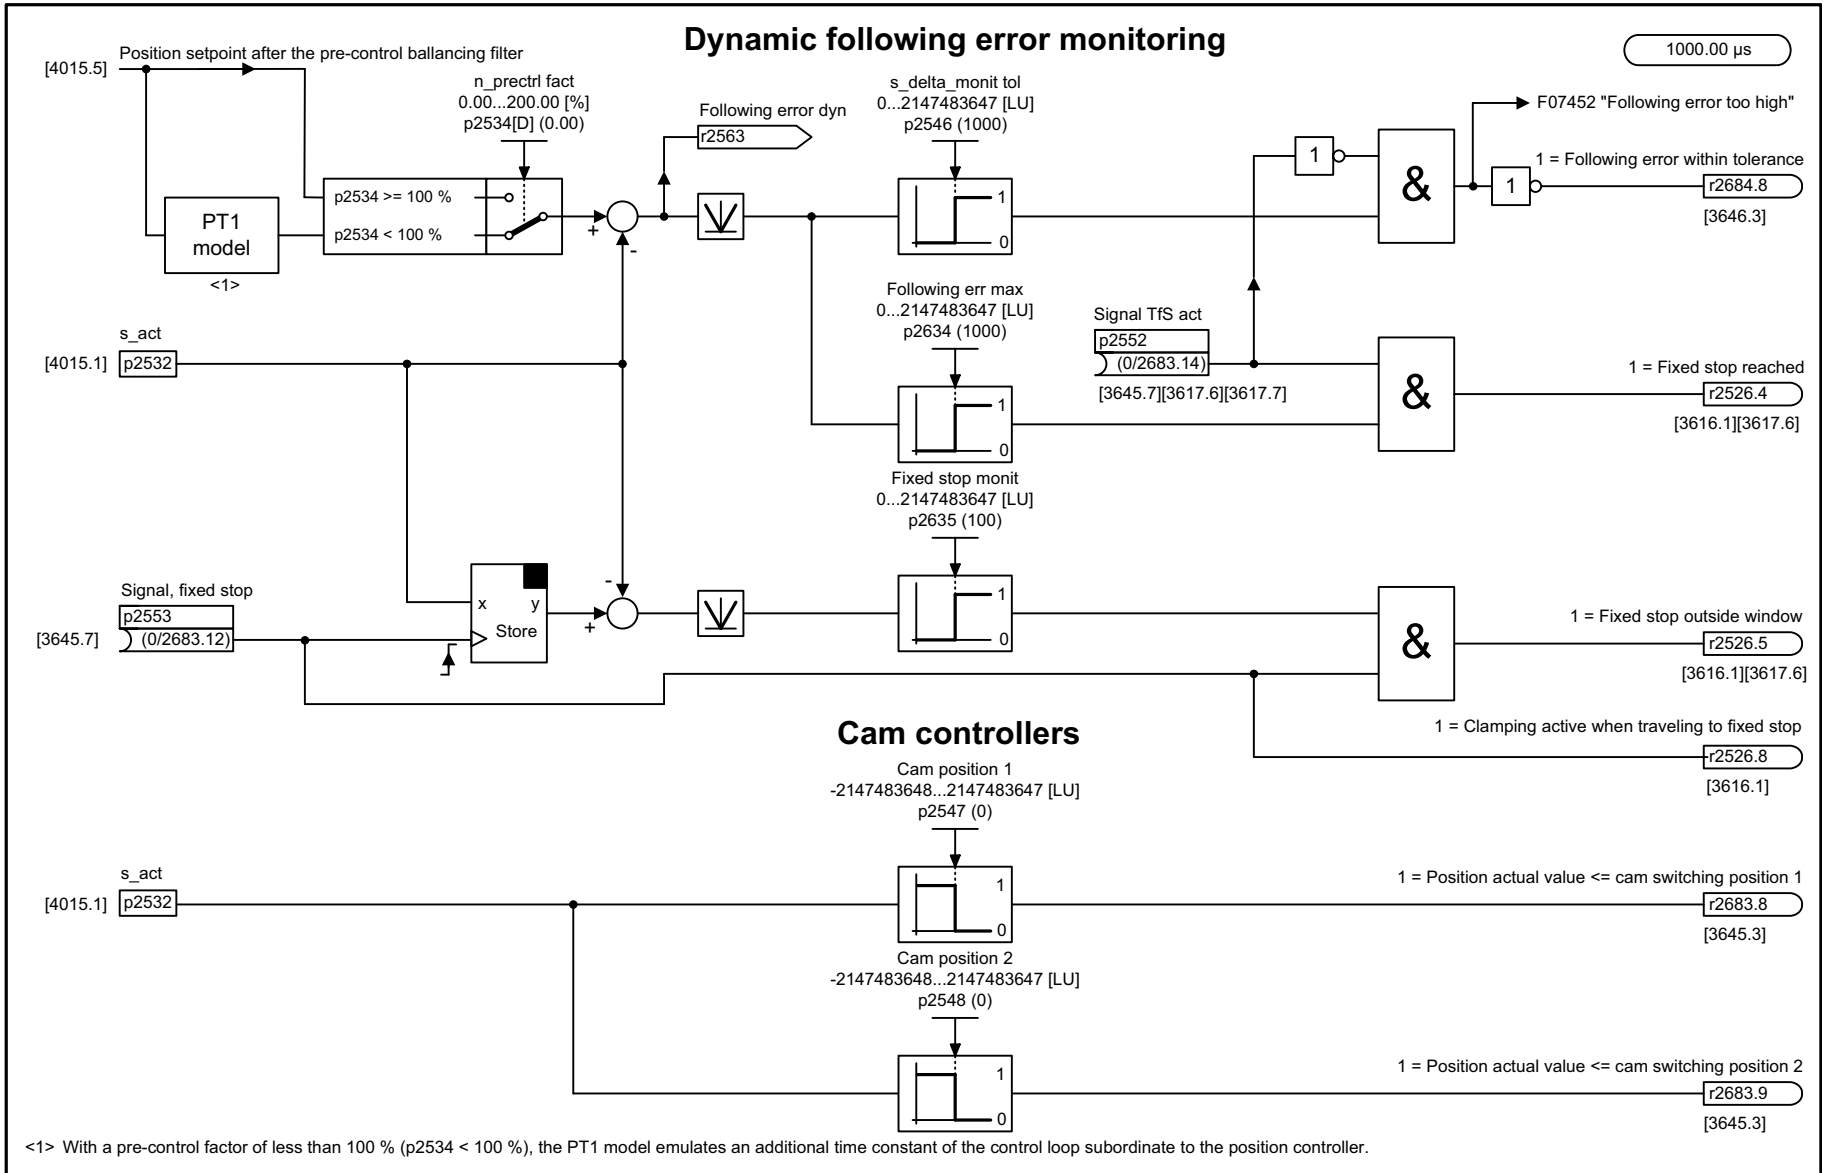 Dynamic following error monitoring
1000.00 µs
Position setpoint after the pre-control ballancing filter
[4015.5]
n_prectrl fact
0.00...200.00 [%]
p2534[D] (0.00)
Following error dyn
r2563
s_delta_monit tol
0...2147483647 [LU]
p2546 (1000)
F07452 "Following error too high"
1
&
1
1 = Following error within tolerance
r2684.8
[3646.3]
p2534 >= 100 %
p2534 < 100 %
PT1
model
<1>
+
-
1
0
Following err max
0...2147483647 [LU]
p2634 (1000)
1
0
Signal TfS act
p2552
(0/2683.14)
[3645.7][3617.6][3617.7]
&
1 = Fixed stop reached
r2526.4
[3616.1][3617.6]
s_act
[4015.1]
p2532
Fixed stop monit
0...2147483647 [LU]
p2635 (100)
1
0
Signal, fixed stop
p2553
[3645.7]
(0/2683.12)
x
y
Store
-
+
&
1 = Fixed stop outside window
r2526.5
[3616.1][3617.6]
1 = Clamping active when traveling to fixed stop
r2526.8
[3616.1]
Cam controllers
Cam position 1
-2147483648...2147483647 [LU]
p2547 (0)
s_act
[4015.1]
p2532
1
0
1 = Position actual value <= cam switching position 1
r2683.8
[3645.3]
Cam position 2
-2147483648...2147483647 [LU]
p2548 (0)
1
0
1 = Position actual value <= cam switching position 2
r2683.9
[3645.3]
<1> With a pre-control factor of less than 100 % (p2534 < 100 %), the PT1 model emulates an additional time constant of the control loop subordinate to the position controller.